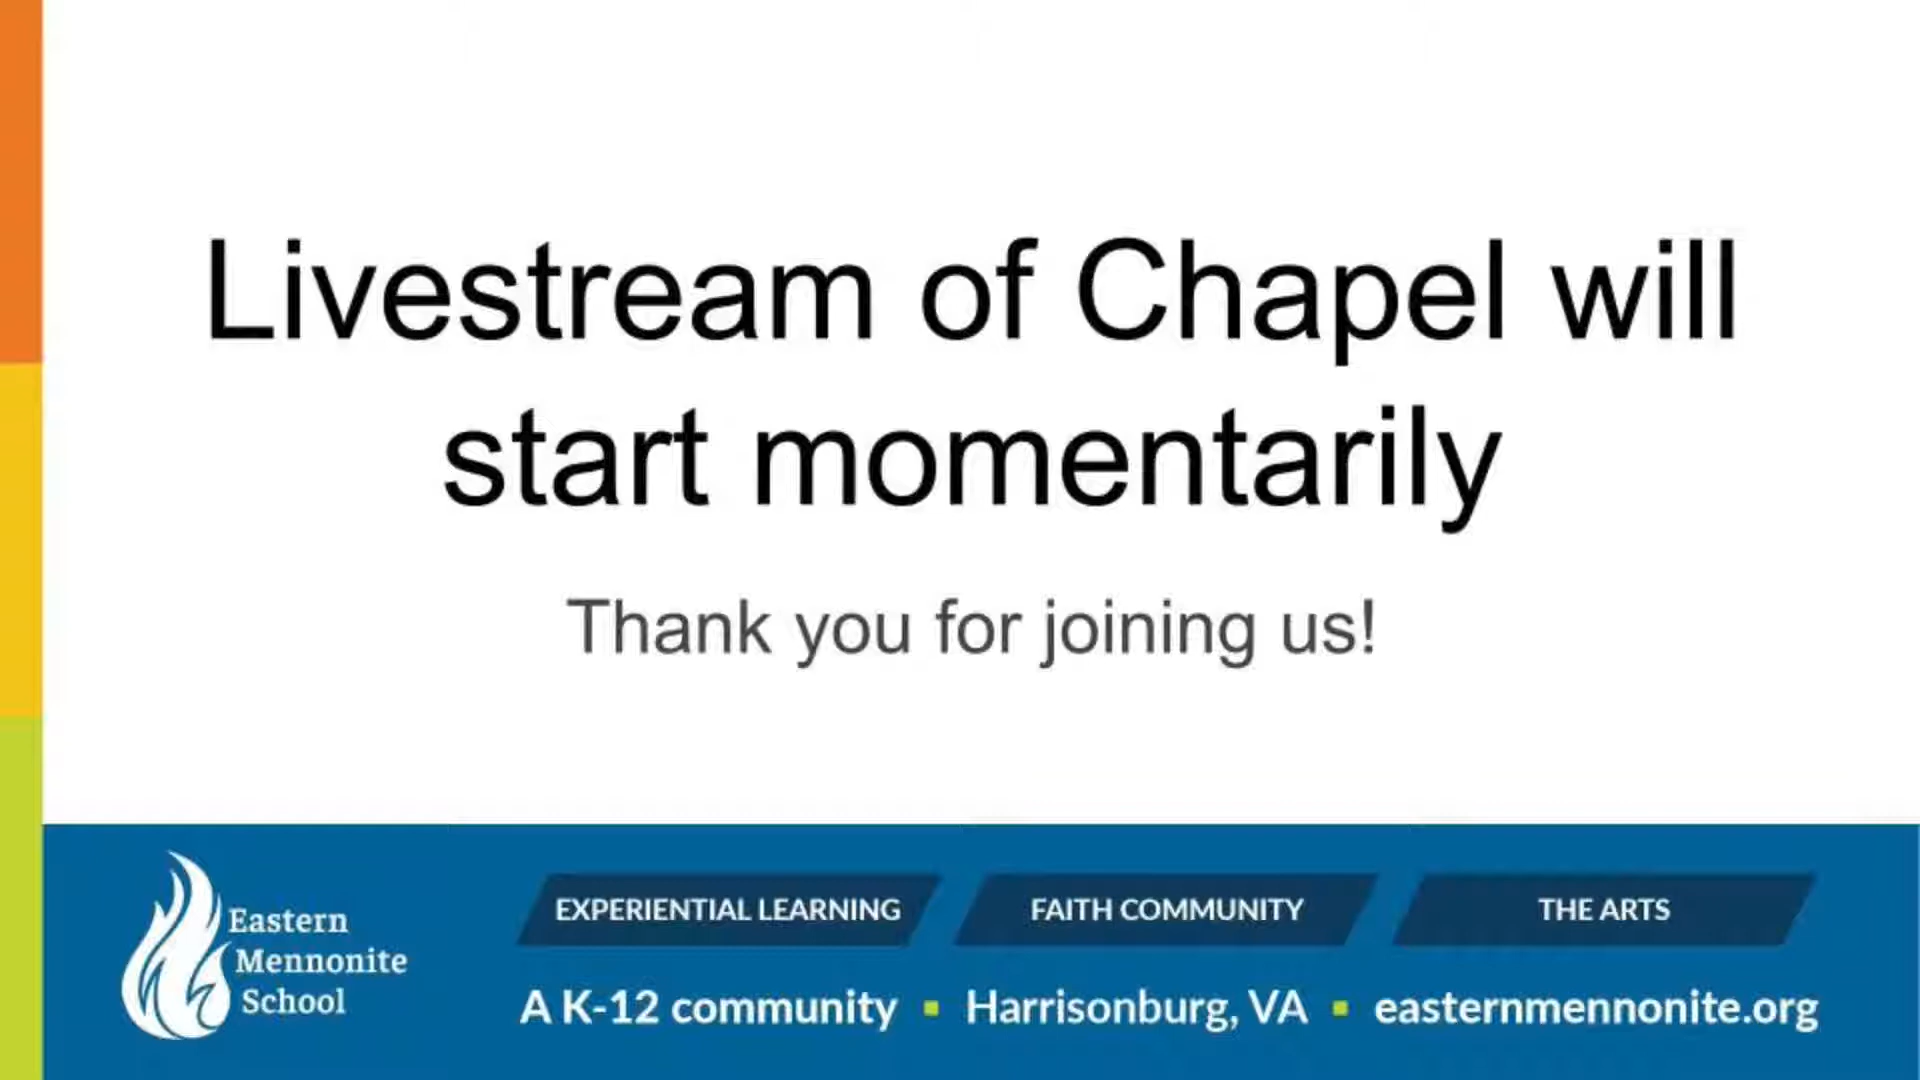 Livestream of Chapel will
start momentarily
Thank you for joining us!
Eastern
Mennonite
School
EXPERIENTIAL LEARNING
FAITH COMMUNITY
THE ARTS
A K-12 community ▪ Harrisonburg, VA ▪ easternmennonite.org